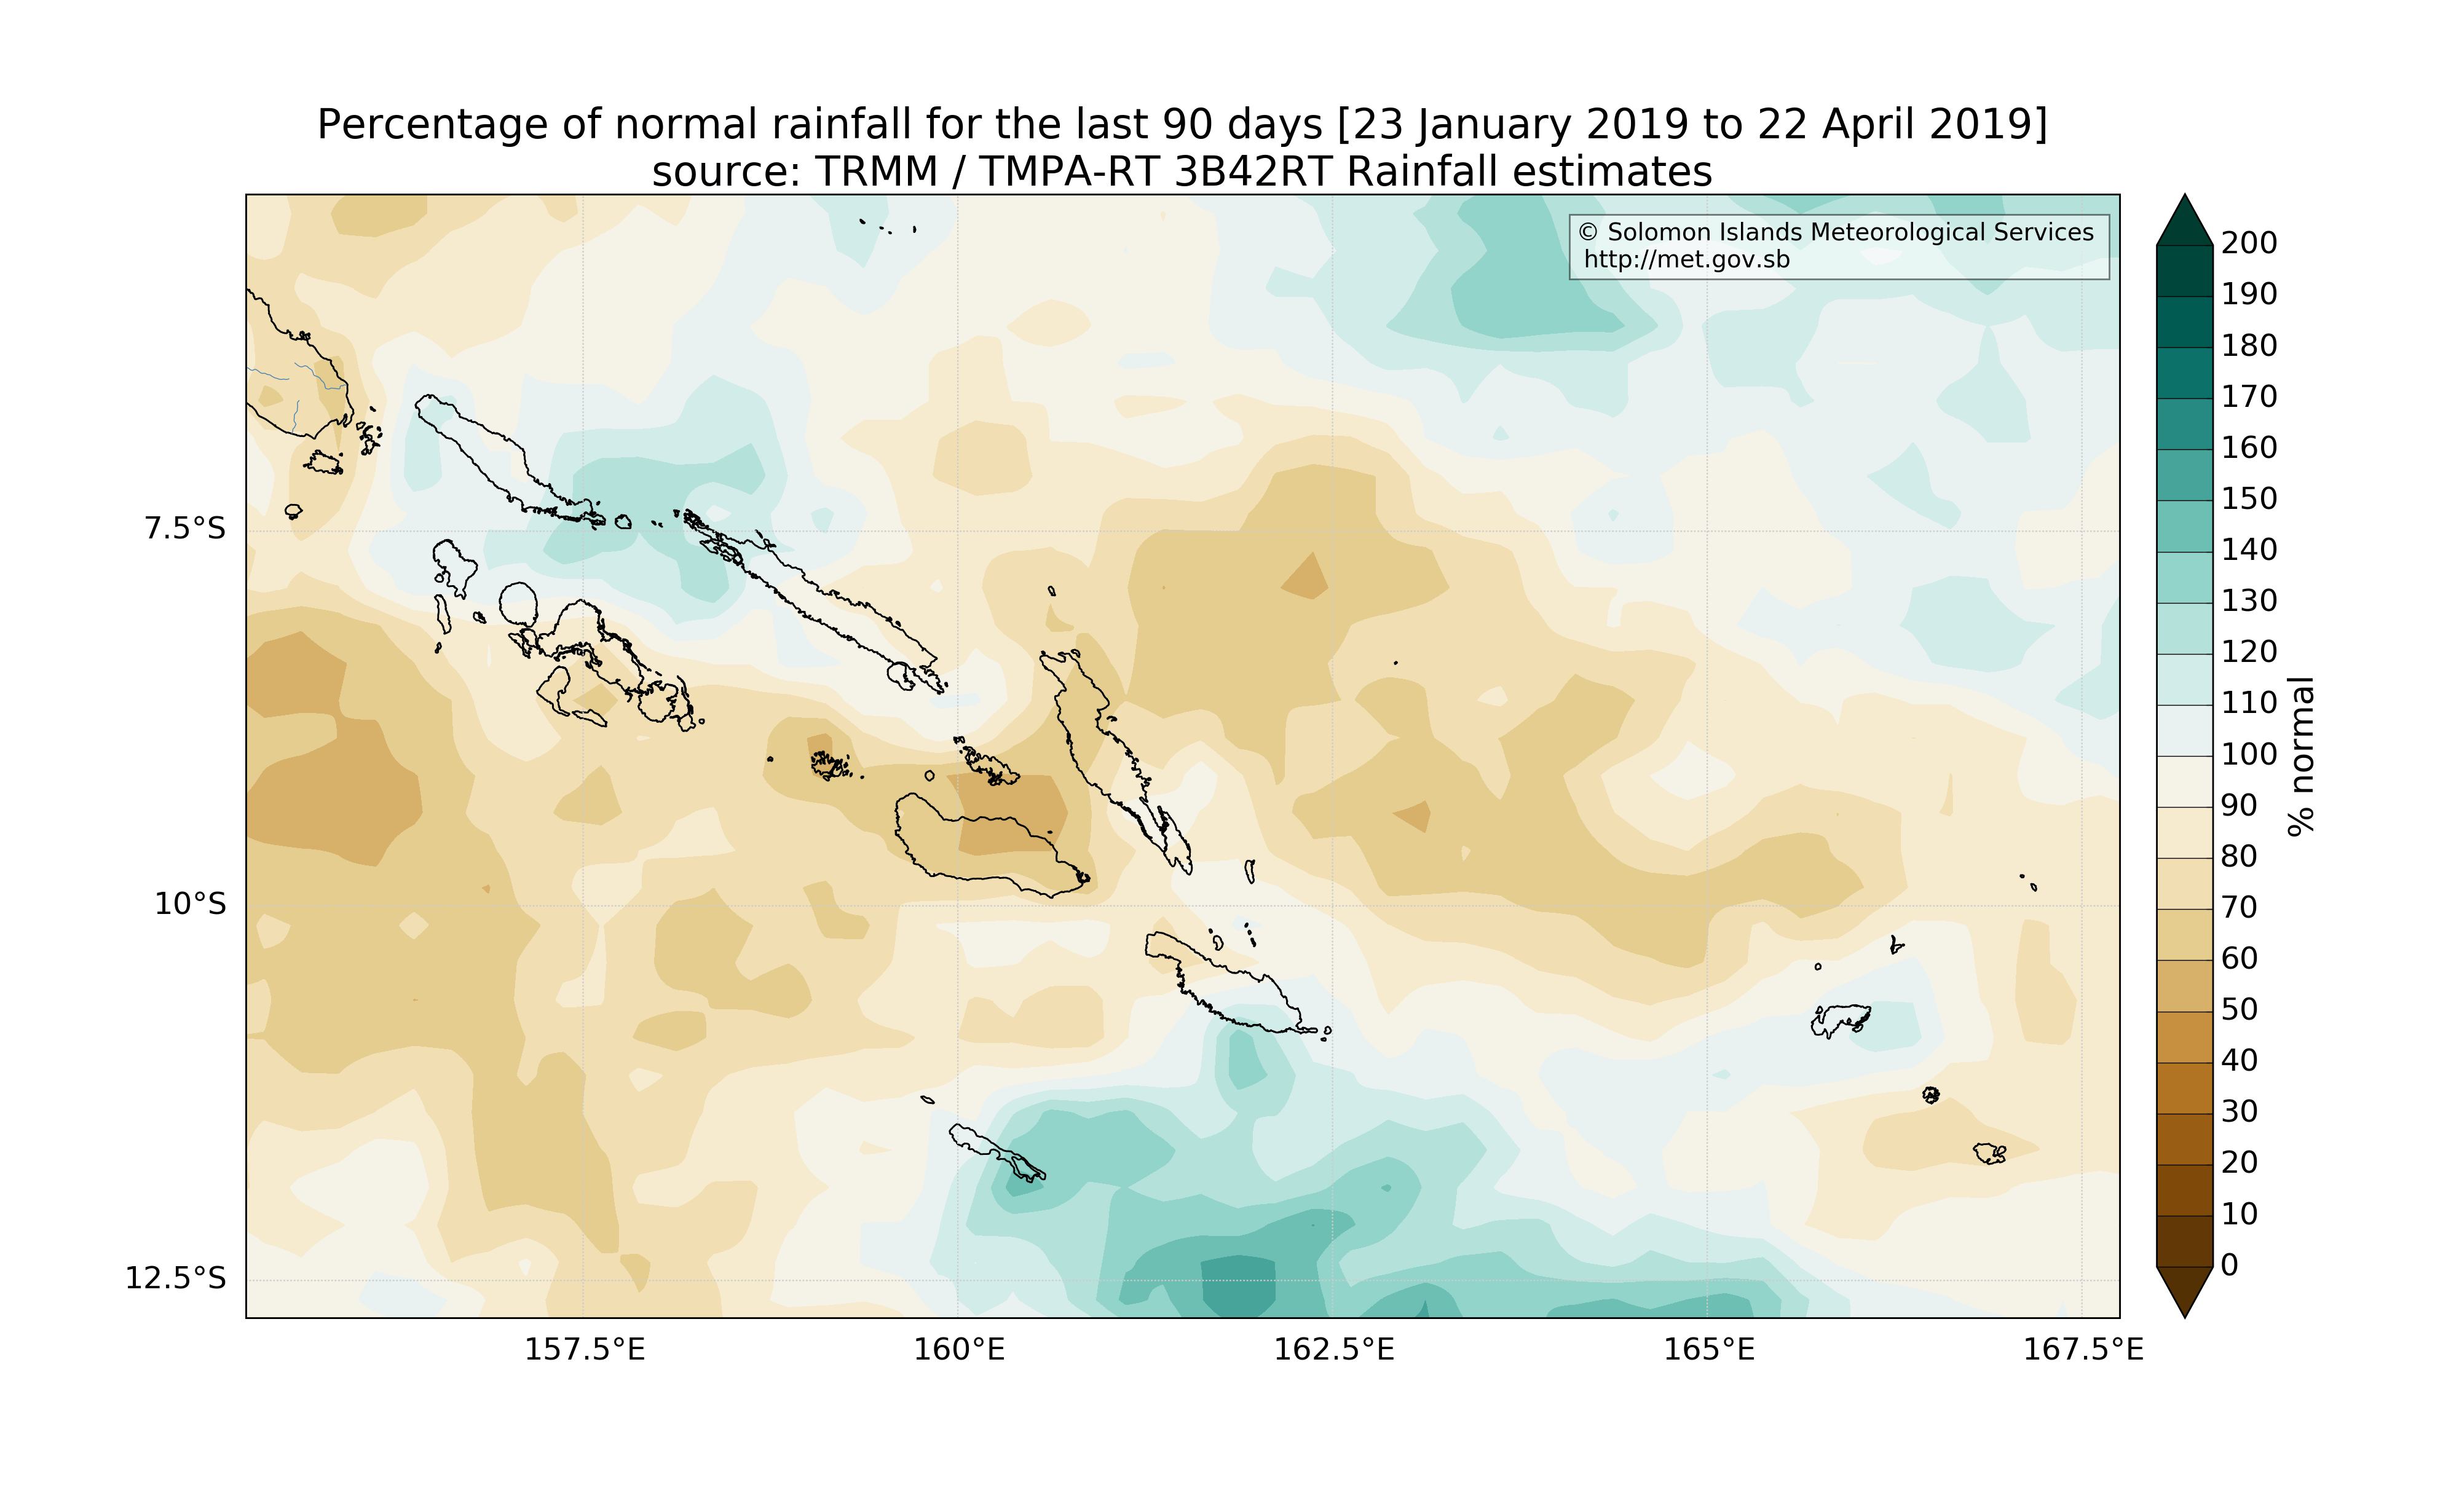 Percentage of normal rainfall for the last 90 days [23 January 2019 to 22 April 2019]
source: TRMM / TMPA-RT 3B42RT Rainfall estimates
© Solomon Islands Meteorological Services
http://met.gov.sb
7.5°S
10°S
12.5°S
157.5°E
160°E
162.5°E
165°E
167.5°E
200
190
180
170
160
150
140
130
120
110
100
90
80
70
60
50
40
30
20
10
0
% normal